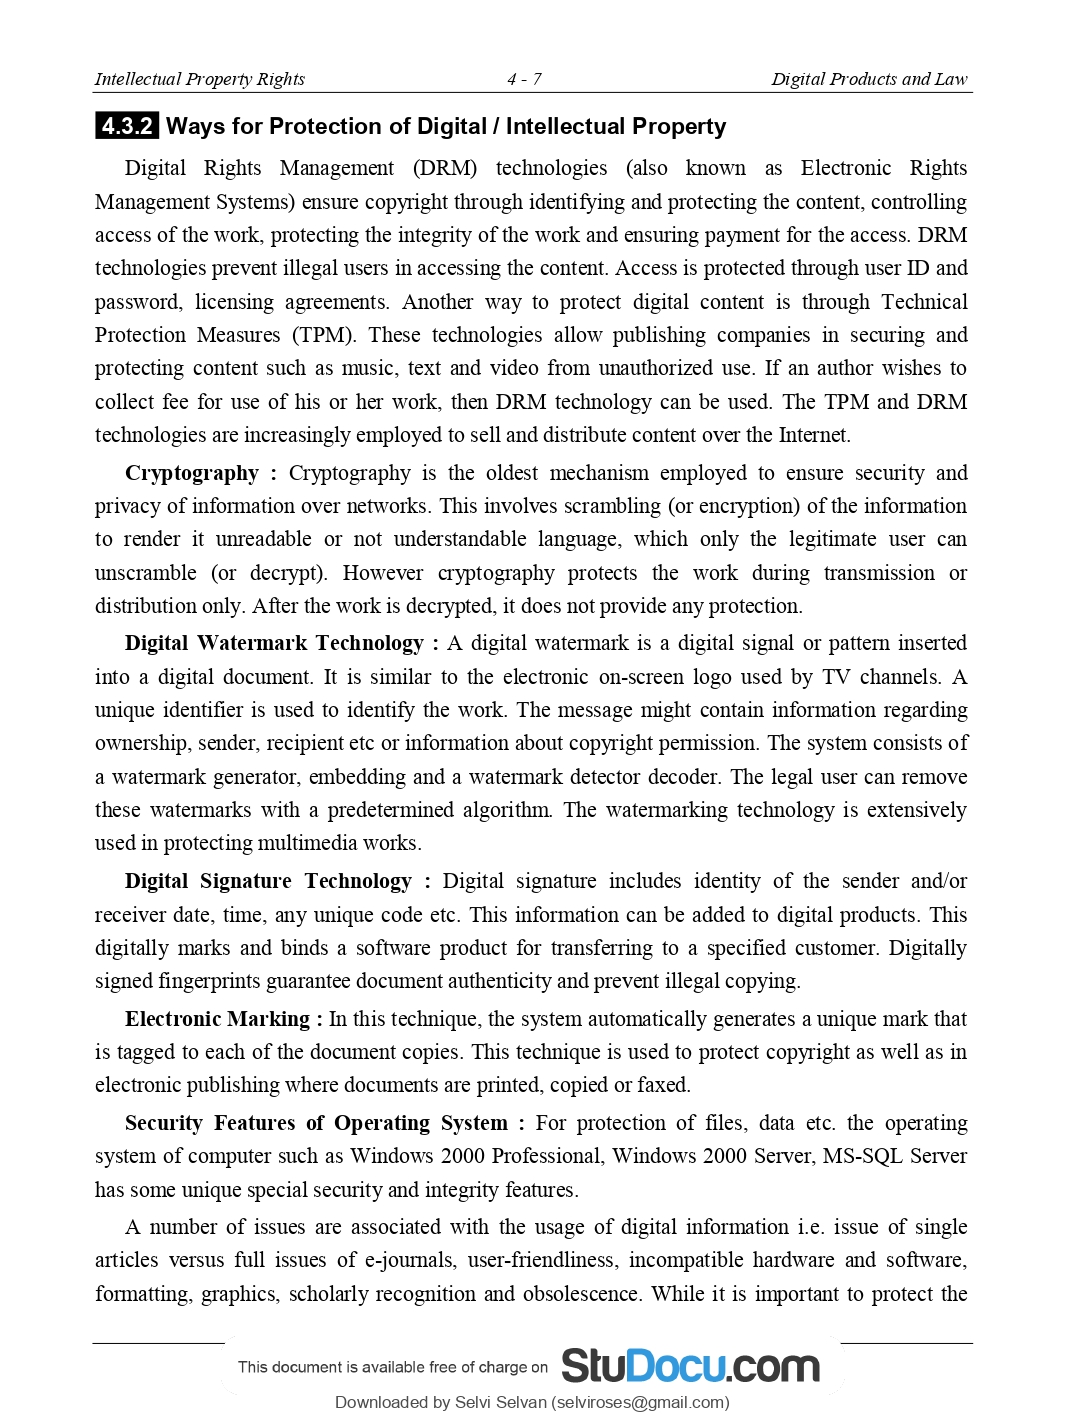 Intellectual Property Rights 4 - 7 Digital Products and Law
4.3.2 Ways for Protection of Digital / Intellectual Property
Digital Rights Management (DRM) technologies (also known as Electronic Rights
Management Systems) ensure copyright through identifying and protecting the content, controlling
access of the work, protecting the integrity of the work and ensuring payment for the access. DRM
technologies prevent illegal users in accessing the content. Access is protected through user ID and
password, licensing agreements. Another way to protect digital content is through Technical
Protection Measures (TPM). These technologies allow publishing companies in securing and
protecting content such as music, text and video from unauthorized use. If an author wishes to
collect fee for use of his or her work, then DRM technology can be used. The TPM and DRM
technologies are increasingly employed to sell and distribute content over the Internet.
Cryptography : Cryptography is the oldest mechanism employed to ensure security and
privacy of information over networks. This involves scrambling (or encryption) of the information
to render it unreadable or not understandable language, which only the legitimate user can
unscramble (or decrypt). However cryptography protects the work during transmission or
distribution only. After the work is decrypted, it does not provide any protection.
Digital Watermark Technology : A digital watermark is a digital signal or pattern inserted
into a digital document. It is similar to the electronic on-screen logo used by TV channels. A
unique identifier is used to identify the work. The message might contain information regarding
ownership, sender, recipient etc or information about copyright permission. The system consists of
a watermark generator, embedding and a watermark detector decoder. The legal user can remove
these watermarks with a predetermined algorithm. The watermarking technology is extensively
used in protecting multimedia works.
Digital Signature Technology : Digital signature includes identity of the sender and/or
receiver date, time, any unique code etc. This information can be added to digital products. This
digitally marks and binds a software product for transferring to a specified customer. Digitally
signed fingerprints guarantee document authenticity and prevent illegal copying.
Electronic Marking : In this technique, the system automatically generates a unique mark that
is tagged to each of the document copies. This technique is used to protect copyright as well as in
electronic publishing where documents are printed, copied or faxed.
Security Features of Operating System : For protection of files, data etc. the operating
system of computer such as Windows 2000 Professional, Windows 2000 Server, MS-SQL Server
has some unique special security and integrity features.
A number of issues are associated with the usage of digital information i.e. issue of single
articles versus full issues of e-journals, user-friendliness, incompatible hardware and software,
formatting, graphics, scholarly recognition and obsolescence. While it is important to protect the
This document is available free of charge on StuDocu.com
Downloaded by Selvi Selvan (selviroses@gmail.com)